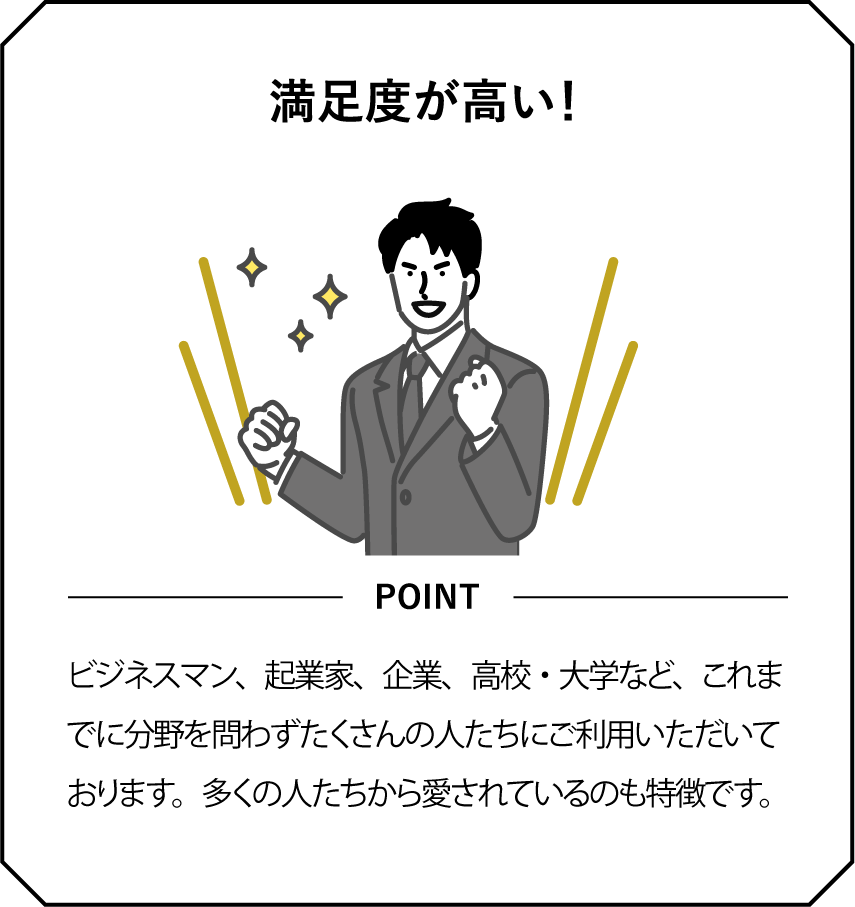 満足度が高い！
POINT
ビジネスマン、起業家、企業、高校・大学など、これま
でに分野を問わずたくさんの人たちにご利用いただいて
おります。多くの人たちから愛されているのも特徴です。